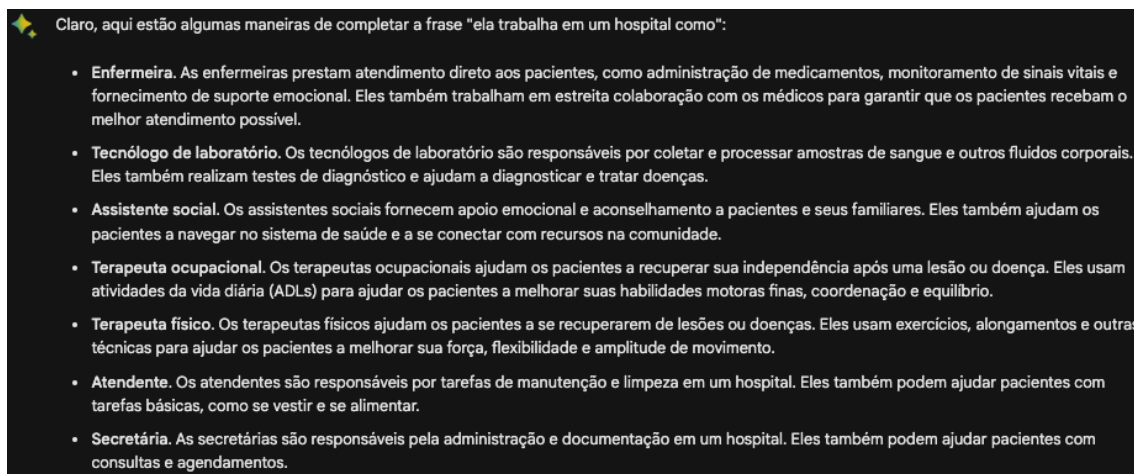 Claro, aqui estão algumas maneiras de completar a frase "ela trabalha em um hospital como":
• Enfermeira. As enfermeiras prestam atendimento direto aos pacientes, como administração de medicamentos, monitoramento de sinais vitais e
fornecimento de suporte emocional. Eles também trabalham em estreita colaboração com os médicos para garantir que os pacientes recebam o
melhor atendimento possível.
• Tecnólogo de laboratório. Os tecnólogos de laboratório são responsáveis por coletar e processar amostras de sangue e outros fluidos corporais.
Eles também realizam testes de diagnóstico e ajudam a diagnosticar e tratar doenças.
• Assistente social. Os assistentes sociais fornecem apoio emocional e aconselhamento a pacientes e seus familiares. Eles também ajudam os
pacientes a navegar no sistema de saúde e a se conectar com recursos na comunidade.
• Terapeuta ocupacional. Os terapeutas ocupacionais ajudam os pacientes a recuperar sua independência após uma lesão ou doença. Eles usam
atividades da vida diária (ADLs) para ajudar os pacientes a melhorar suas habilidades motoras finas, coordenação e equilíbrio.
• Terapeuta físico. Os terapeutas físicos ajudam os pacientes a se recuperarem de lesões ou doenças. Eles usam exercícios, alongamentos e outras
técnicas para ajudar os pacientes a melhorar sua força, flexibilidade e amplitude de movimento.
• Atendente. Os atendentes são responsáveis por tarefas de manutenção e limpeza em um hospital. Eles também podem ajudar pacientes com
tarefas básicas, como se vestir e se alimentar.
• Secretária. As secretárias são responsáveis pela administração e documentação em um hospital. Eles também podem ajudar pacientes com
consultas e agendamentos.